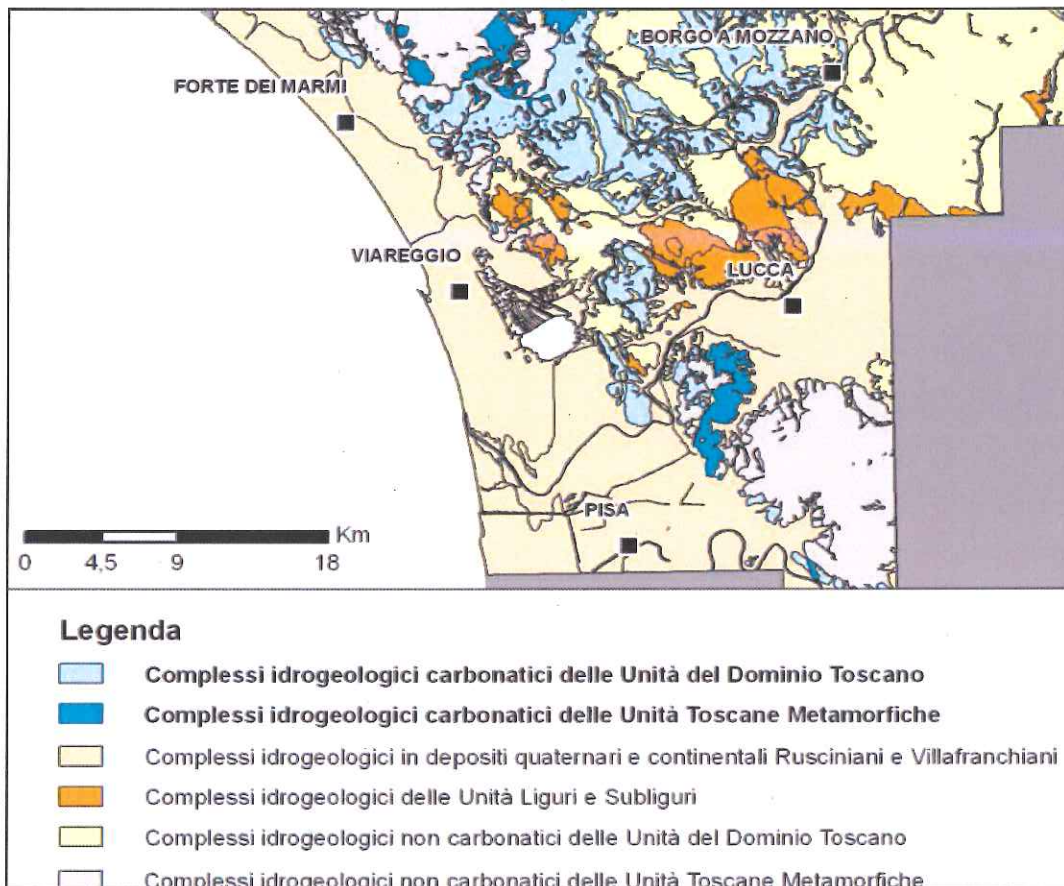 BORGO A MOZZANO
FORTE DEI MARMI
VIAREGGIO
LUCCA
PISA
Km
0 4,5 9 18
Legenda
Complessi idrogeologici carbonatici delle Unità del Dominio Toscano
Complessi idrogeologici carbonatici delle Unità Toscane Metamorfiche
Complessi idrogeologici in depositi quaternari e continentali Rusciniani e Villafranchiani
Complessi idrogeologici delle Unità Liguri e Subliguri
Complessi idrogeologici non carbonatici delle Unità del Dominio Toscano
Complessi idrogeologici non carbonatici delle Unità Toscane Metamorfiche